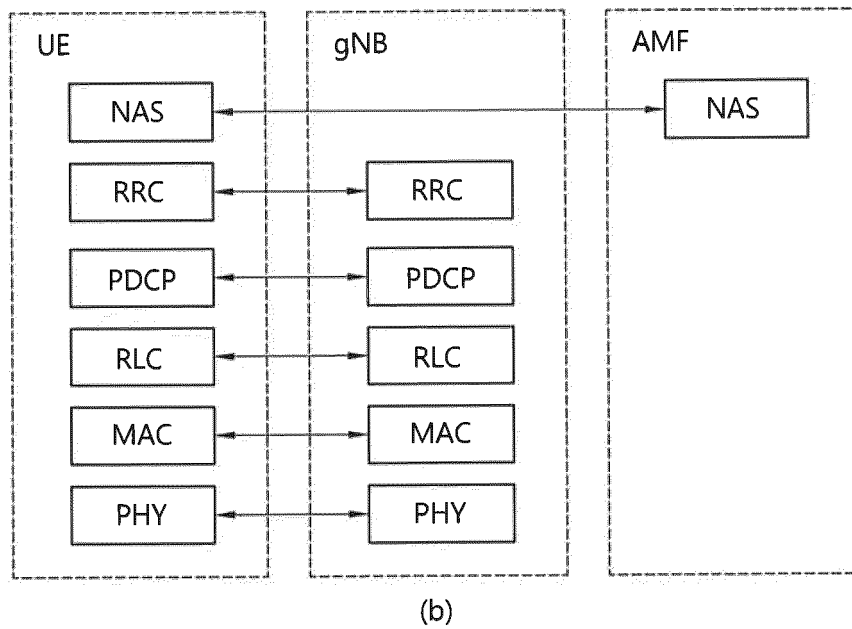 UE gNB AMF
NAS NAS
RRC RRC
PDCP PDCP
RLC RLC
MAC MAC
PHY PHY
(b)